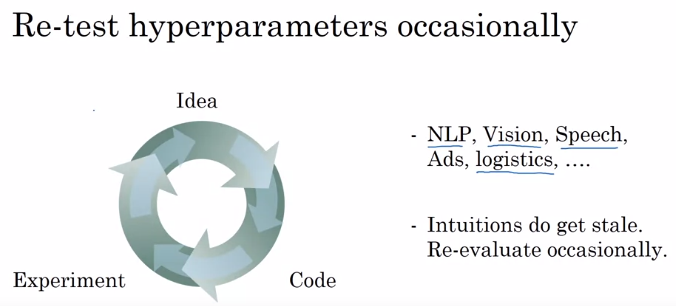 Re-test hyperparameters occasionally
Idea
Experiment
Code
- NLP, Vision, Speech,
Ads, logistics, ....
- Intuitions do get stale.
Re-evaluate occasionally.